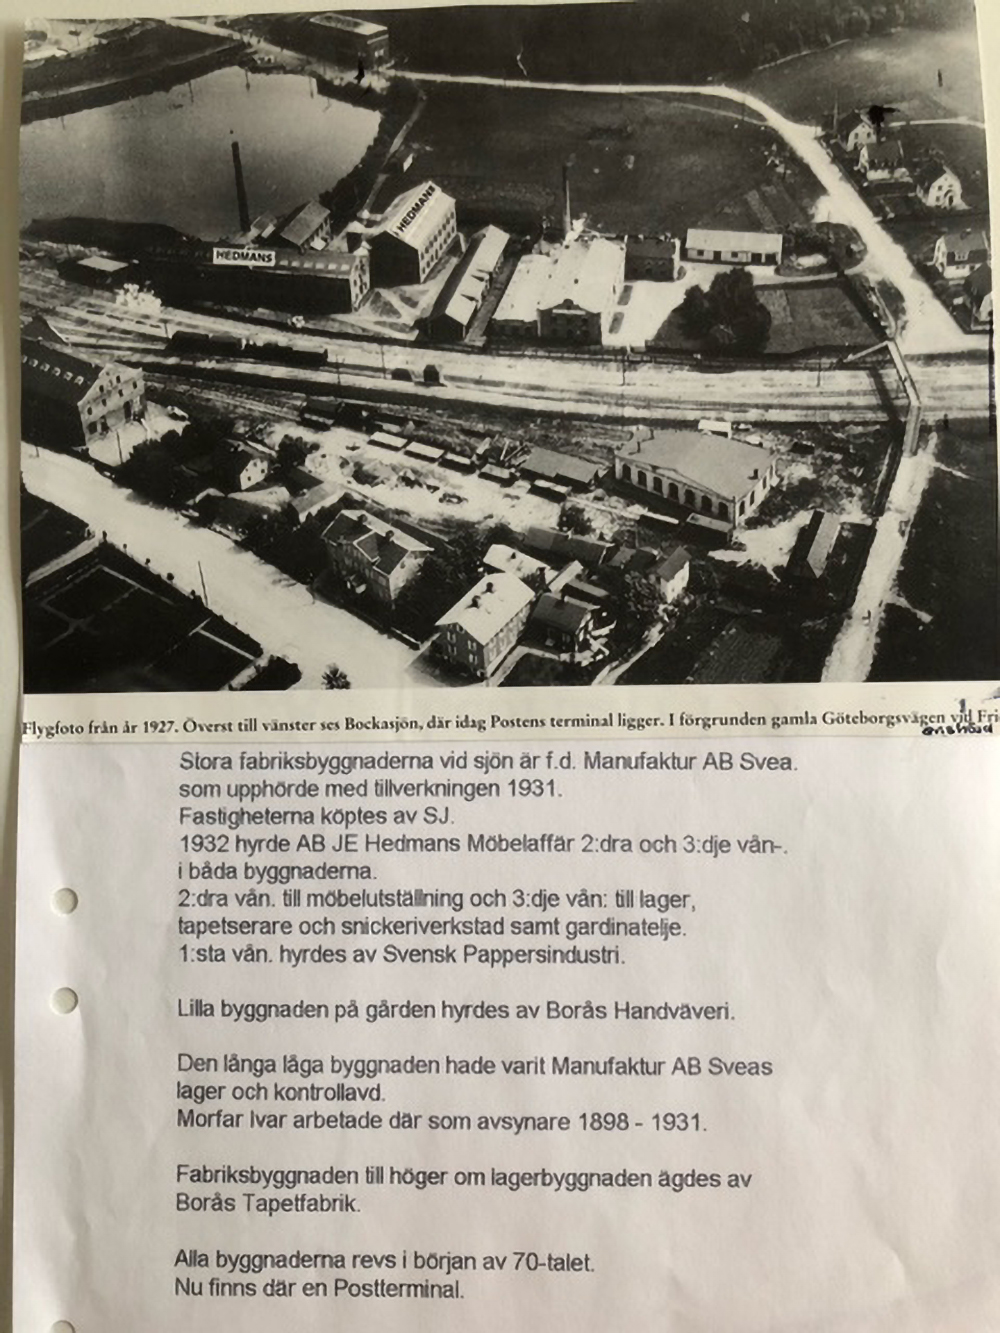 HEDMANS
HEDMANS
Flygfoto från år 1927. Överst till vänster ses Bockasjön, där idag Postens terminal ligger. I förgrunden gamla Göteborgsvägen vid Fri-
Stora fabriksbyggnaderna vid sjön är f.d. Manufaktur AB Svea.
som upphörde med tillverkningen 1931.
Fastigheterna köptes av SJ.
1932 hyrde AB JE Hedmans Möbelaffär 2:dra och 3:dje vån-.
i båda byggnaderna.
2:dra vån. till möbelutställning och 3:dje vån: till lager,
tapetserare och snickeriverkstad samt gardinatelje.
1:sta vån. hyrdes av Svensk Pappersindustri.
Lilla byggnaden på gården hyrdes av Borås Handväveri.
Den långa låga byggnaden hade varit Manufaktur AB Sveas
lager och kontrollavd.
Morfar Ivar arbetade där som avsynare 1898 - 1931.
Fabriksbyggnaden till höger om lagerbyggnaden ägdes av
Borås Tapetfabrik.
Alla byggnaderna revs i början av 70-talet.
Nu finns där en Postterminal.